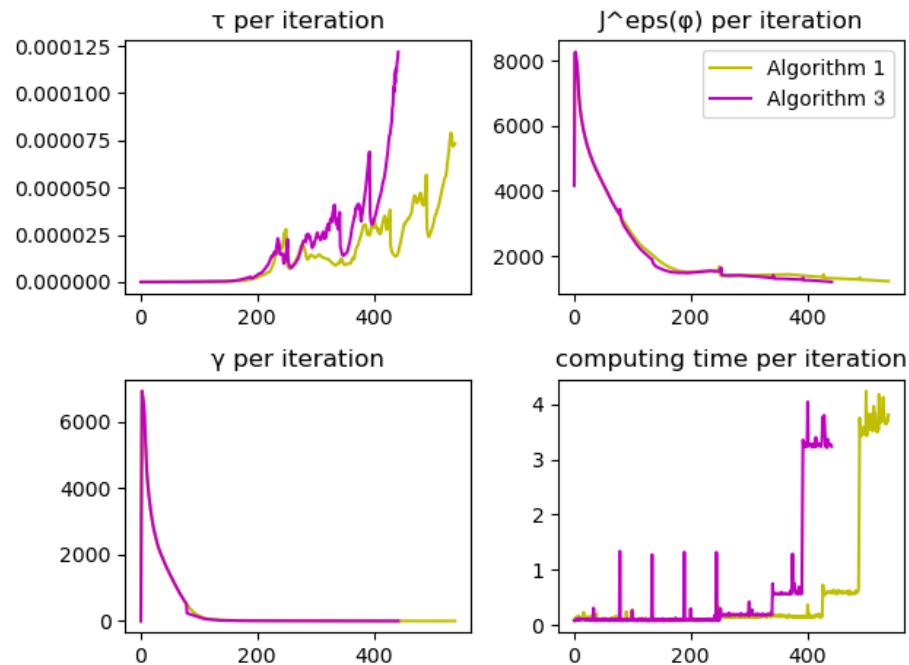 τ per iteration
0.000125
0.000100
0.000075
0.000050
0.000025
0.000000
0 200 400
J^eps(φ) per iteration
8000
6000
4000
2000
Algorithm 1
Algorithm 3
0 200 400
γ per iteration
6000
4000
2000
0
0 200 400
computing time per iteration
4
3
2
1
0
0 200 400